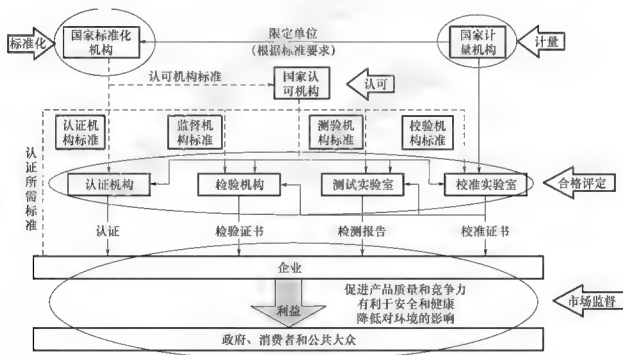 标准化
国家标准化
机构
限定单位
(根据标准要求)
国家计
量机构
计量
认可机构标准
国家认
可机构
认可
认证机
构标准
监督机
构标准
测验机
构标准
校验机
构标准
认证所需标准
认证机构
检验机构
测试实验室
校准实验室
合格评定
认证
检验证书
检测报告
校准证书
企业
利益
促进产品质量和竞争力
有利于安全和健康
降低对环境的影响
市场监督
政府、消费者和公共大众